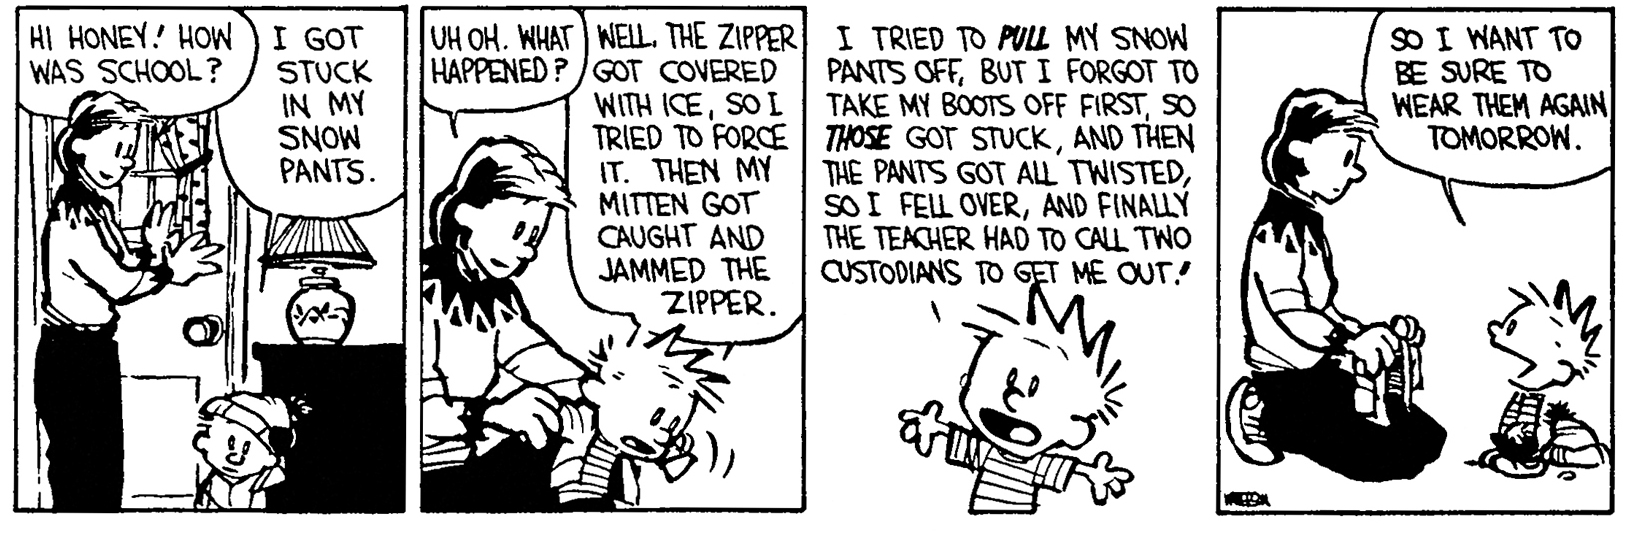 HI HONEY! HOW
WAS SCHOOL?
I GOT
STUCK
IN MY
SNOW
PANTS.
UH OH. WHAT
HAPPENED?
WELL, THE ZIPPER
GOT COVERED
WITH ICE, SO I
TRIED TO FORCE
IT. THEN MY
MITTEN GOT
CAUGHT AND
JAMMED THE
ZIPPER.
I TRIED TO PULL MY SNOW
PANTS OFF, BUT I FORGOT TO
TAKE MY BOOTS OFF FIRST, SO
THOSE GOT STUCK, AND THEN
THE PANTS GOT ALL TWISTED,
SO I FELL OVER, AND FINALLY
THE TEACHER HAD TO CALL TWO
CUSTODIANS TO GET ME OUT!
SO I WANT TO
BE SURE TO
WEAR THEM AGAIN
TOMORROW.